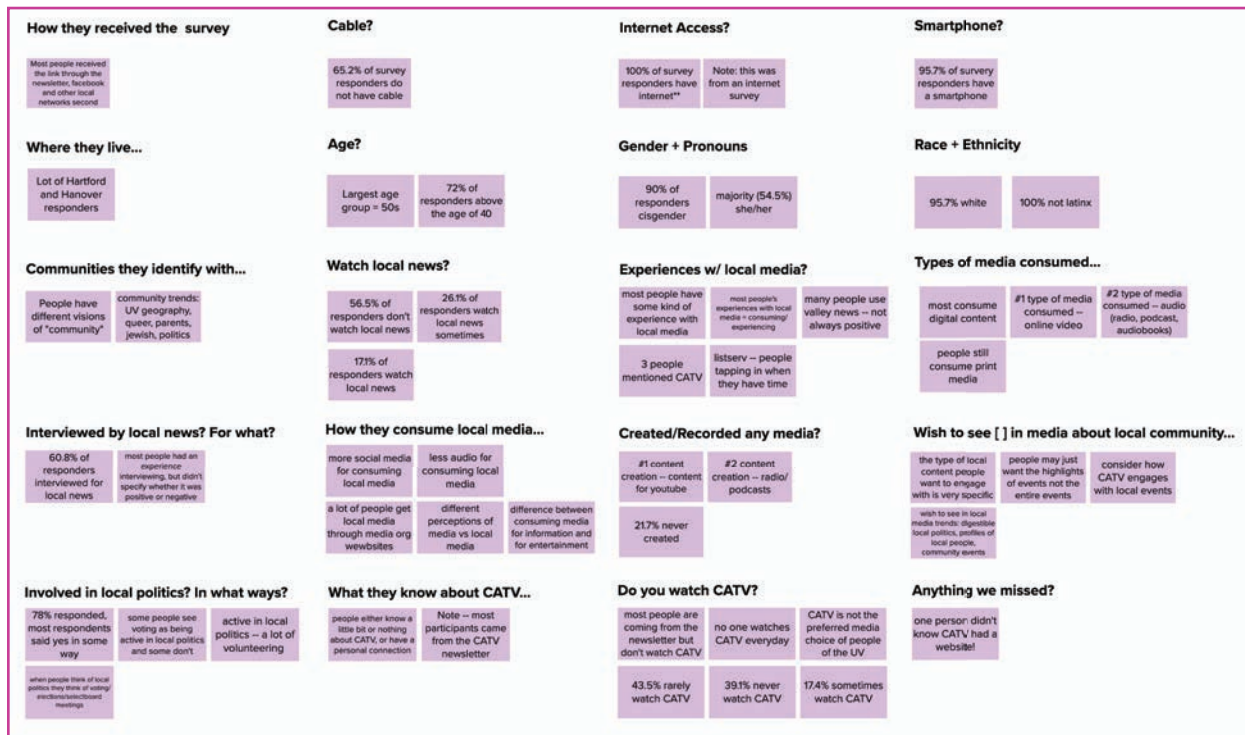 How they received the survey
Most people received
the link through the
newsletter, facebook
and other local
networks second
Cable?
65.2% of survey
responders do
not have cable
Internet Access?
100% of survey
responders have
internet**
Note: this was
from an internet
survey
Smartphone?
95.7% of survery
responders have
a smartphone
Where they live...
Lot of Hartford
and Hanover
responders
Age?
Largest age
group = 50s
72% of
responders above
the age of 40
Gender + Pronouns
90% of
responders
cisgender
majority (54.5%)
she/her
Race + Ethnicity
95.7% white
100% not latinx
Communities they identify with...
People have
different visions
of "community"
community trends:
UV geography,
queer, parents,
jewish, politics
Watch local news?
56.5% of
responders don't
watch local news
26.1% of
responders watch
local news
sometimes
17.1% of
responders watch
local news
Experiences w/ local media?
most people have
some kind of
experience with
local media
most people's
experiences with local
media = consuming/
experiencing
many people use
valley news -- not
always positive
3 people
mentioned CATV
listserv -- people
tapping in when
they have time
Types of media consumed...
most consume
digital content
#1 type of media
consumed --
online video
#2 type of media
consumed -- audio
(radio, podcast,
audiobooks)
people still
consume print
media
Interviewed by local news? For what?
60.8% of
responders
interviewed for
local news
most people had an
experience
interviewing, but didn't
specify whether it was
positive or negative
How they consume local media...
more social media
for consuming
local media
less audio for
consuming local
media
a lot of people get
local media
through media org
wewbsites
different
perceptions of
media vs local
media
difference between
consuming media
for information and
for entertainment
Created/Recorded any media?
#1 content
creation -- content
for youtube
#2 content
creation -- radio/
podcasts
21.7% never
created
Wish to see [ ] in media about local community...
the type of local
content people
want to engage
with is very specific
people may just
want the highlights
of events not the
entire events
consider how
CATV engages
with local events
wish to see in local
media trends: digestible
local politics, profiles of
local people,
community events
Involved in local politics? In what ways?
78% responded,
most respondents
said yes in some
way
some people see
voting as being
active in local politics
and some don't
active in local
politics -- a lot of
volunteering
when people think of local
politics they think of voting/
elections/selectboard
meetings
What they know about CATV...
people either know a
little bit or nothing
about CATV, or have a
personal connection
Note -- most
participants came
from the CATV
newsletter
Do you watch CATV?
most people are
coming from the
newsletter but
don't watch CATV
no one watches
CATV everyday
CATV is not the
preferred media
choice of people
of the UV
43.5% rarely
watch CATV
39.1% never
watch CATV
17.4% sometimes
watch CATV
Anything we missed?
one person didn't
know CATV had a
website!